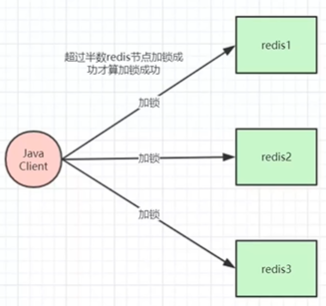 超过半数redis节点加锁成
功才算加锁成功
redis1
加锁
Java
Client
加锁
redis2
加锁
redis3